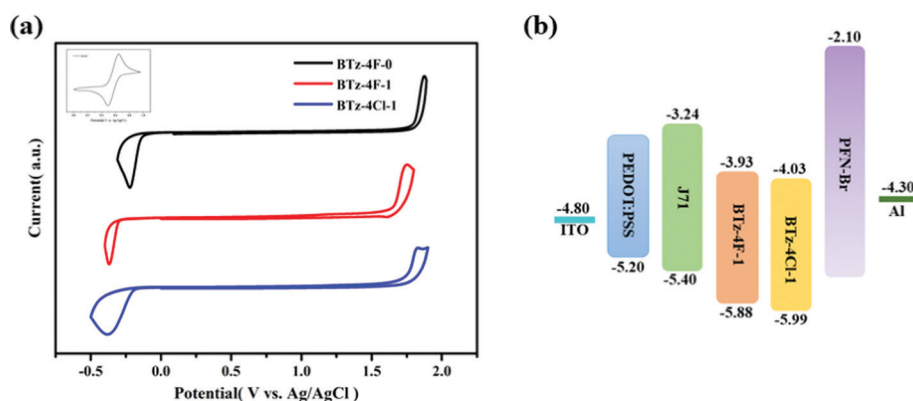 (a)
BTz-4F-0
BTz-4F-1
BTz-4Cl-1
Current( a.u.)
-0.5
0.0
0.5
1.0
1.5
2.0
Potential( V vs. Ag/AgCl )
(b)
-2.10
-3.24
-3.93
-4.03
-4.30
-4.80
ITO
PEDOT:PSS
J71
BTz-4F-1
BTz-4Cl-1
PFN-Br
Al
-5.20
-5.40
-5.88
-5.99